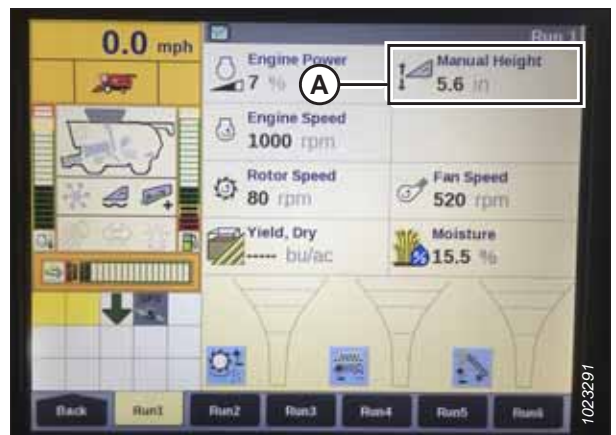 0.0 mph
Run 1
Engine Power
7 %
A
Manual Height
5.6 in
Engine Speed
1000 rpm
Rotor Speed
80 rpm
Fan Speed
520 rpm
Yield, Dry
----- bu/ac
Moisture
15.5 %
Back
Run1
Run2
Run3
Run4
Run5
Run6
1023291